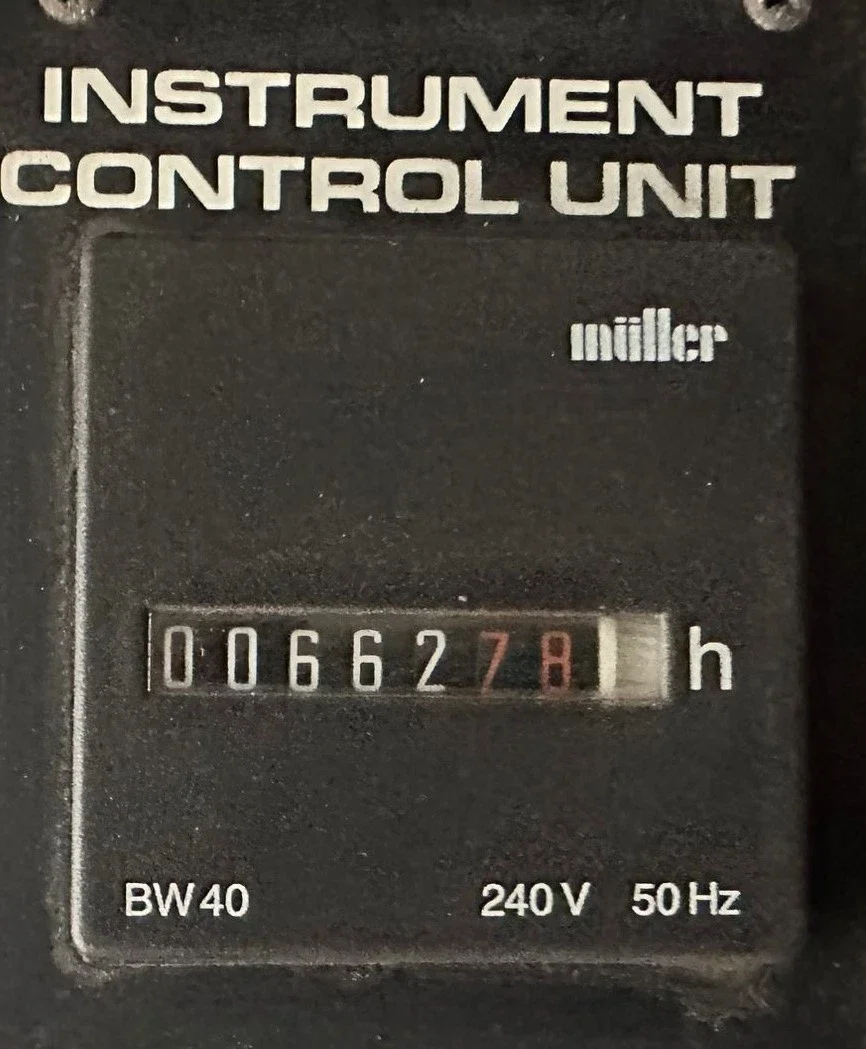 INSTRUMENT
CONTROL UNIT
müller
0066278 h
BW40 240V 50Hz